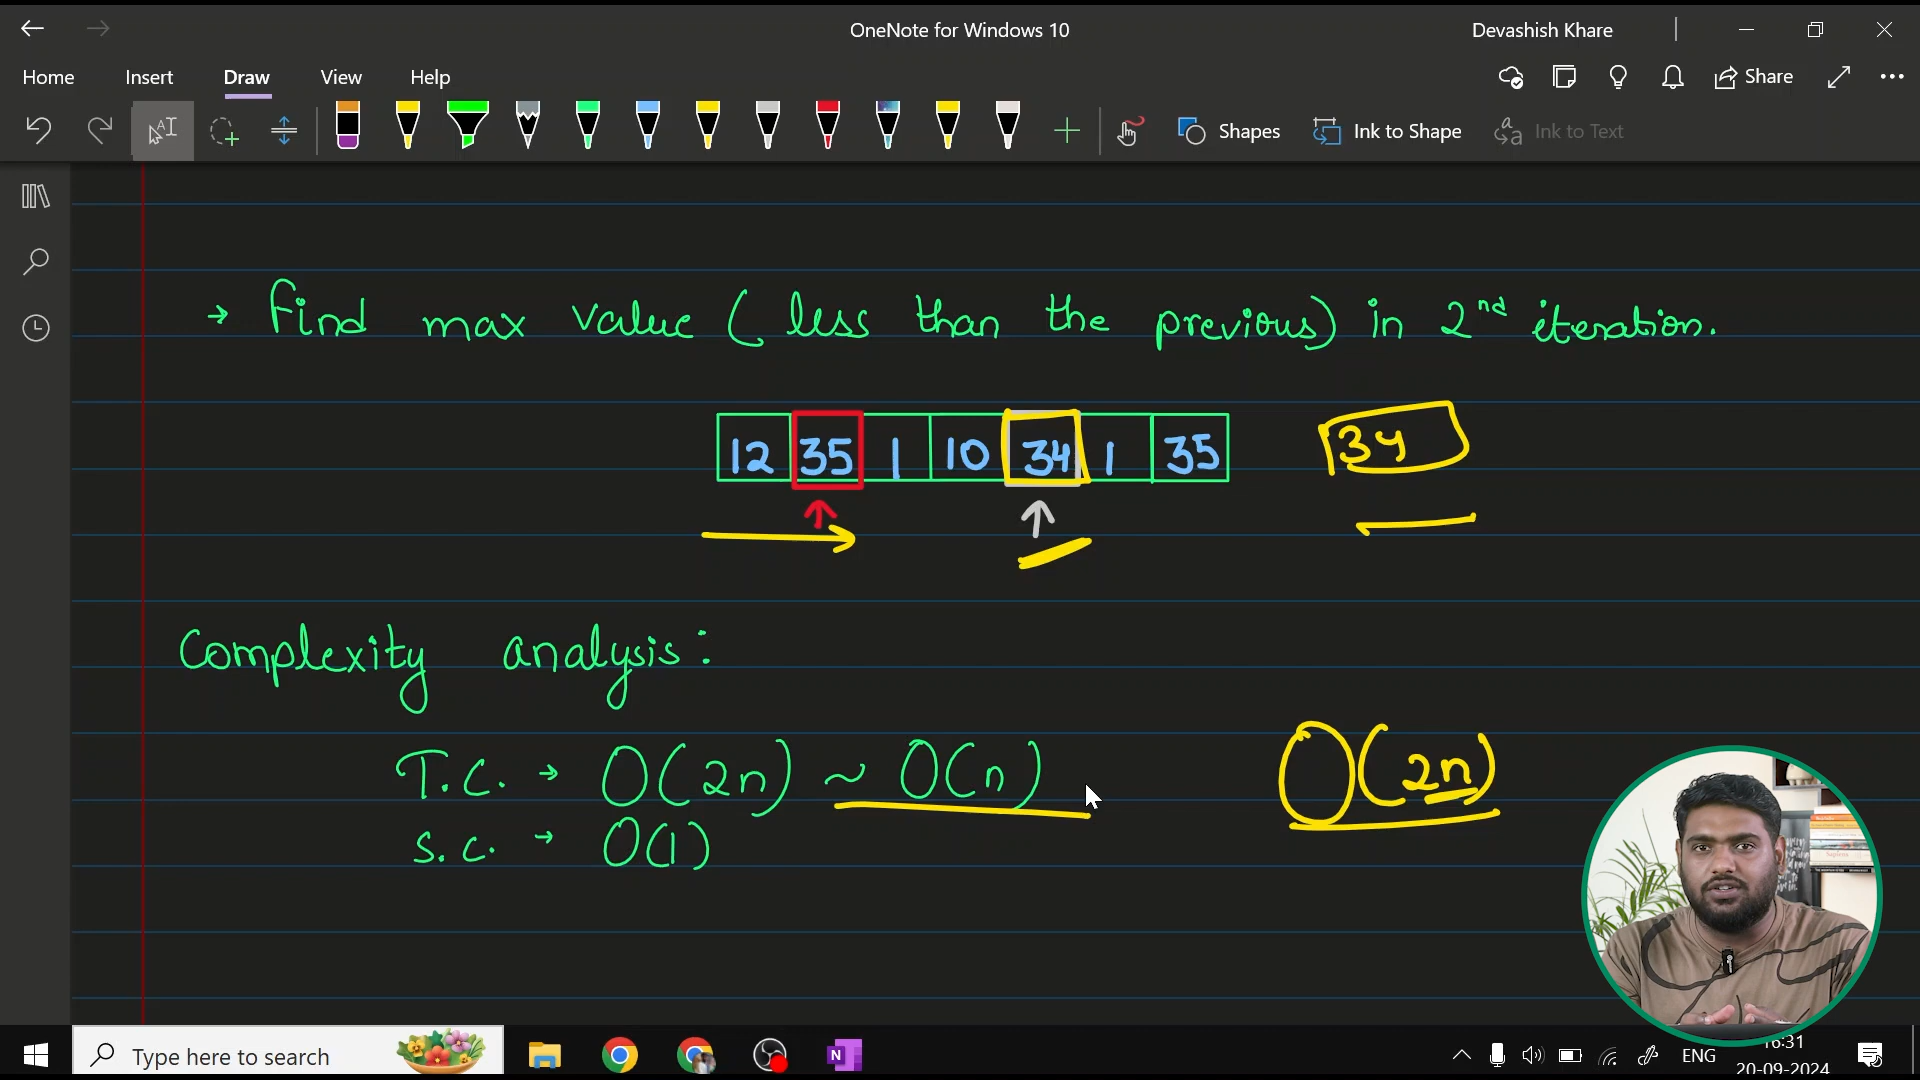 OneNote for Windows 10
Devashish Khare
Home Insert Draw View Help
Share
Shapes Ink to Shape Ink to Text
→ Find max value ( less than the previous) in 2nd iteration.
12 35 1 10 34 1 35
34
Complexity analysis:
T.C. → O(2n) ~ O(n)
O(2n)
S.C. → O(1)
Type here to search
N
ENG
16:31
20-09-2024